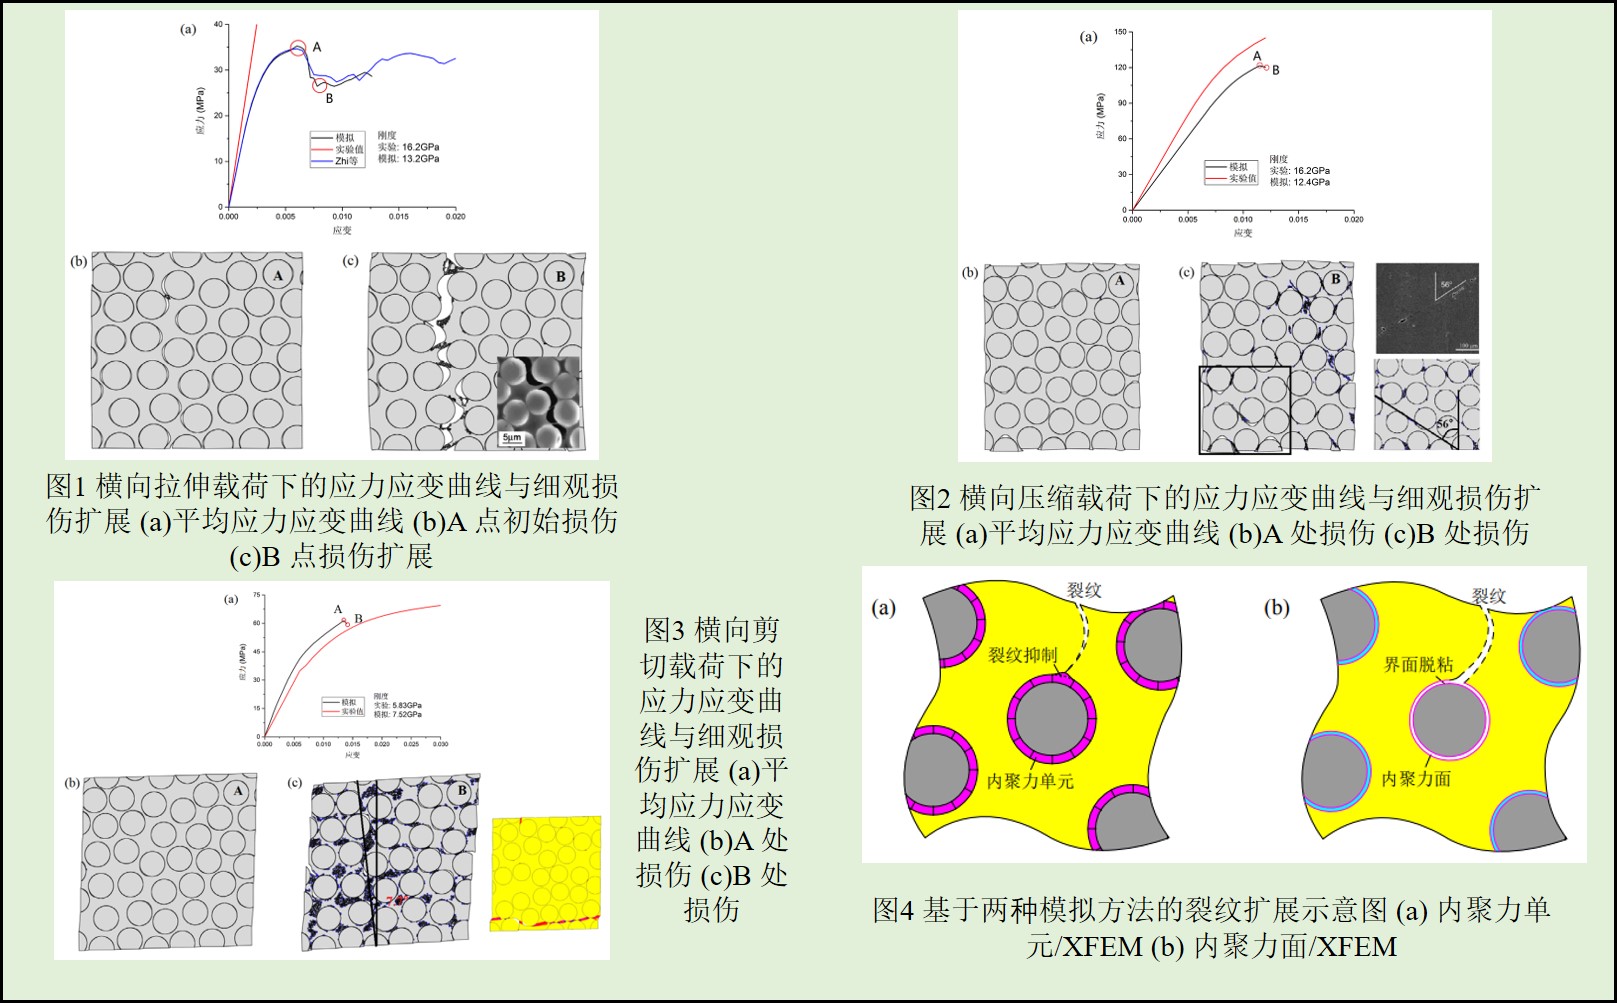 (a)
40
30
20
10
0
应力 (MPa)
A
B
模拟
实验值
Zhi等
刚度
实验: 16.2GPa
模拟: 13.2GPa
0.000 0.005 0.010 0.015 0.020
应变
(b)
A
(c)
B
5μm
图1 横向拉伸载荷下的应力应变曲线与细观损
伤扩展 (a)平均应力应变曲线 (b)A 点初始损伤
(c)B 点损伤扩展
(a)
150
120
90
60
30
0
应力 (MPa)
A
B
模拟
实验值
刚度
实验: 16.2GPa
模拟: 12.4GPa
0.000 0.005 0.010 0.015 0.020
应变
(b)
A
(c)
B
56°
100 μm
56°
图2 横向压缩载荷下的应力应变曲线与细观损伤扩
展 (a)平均应力应变曲线 (b)A 处损伤 (c)B 处损伤
(a)
75
60
45
30
15
0
应力 (MPa)
A
B
模拟
实验值
刚度
实验: 5.83GPa
模拟: 7.52GPa
0.000 0.005 0.010 0.015 0.020 0.025 0.030
应变
(b)
A
(c)
B
图3 横向剪
切载荷下的
应力应变曲
线与细观损
伤扩展 (a)平
均应力应变
曲线 (b)A 处
损伤 (c)B 处
损伤
(a)
裂纹
裂纹抑制
内聚力单元
(b)
裂纹
界面脱粘
内聚力面
图4 基于两种模拟方法的裂纹扩展示意图 (a) 内聚力单
元/XFEM (b) 内聚力面/XFEM